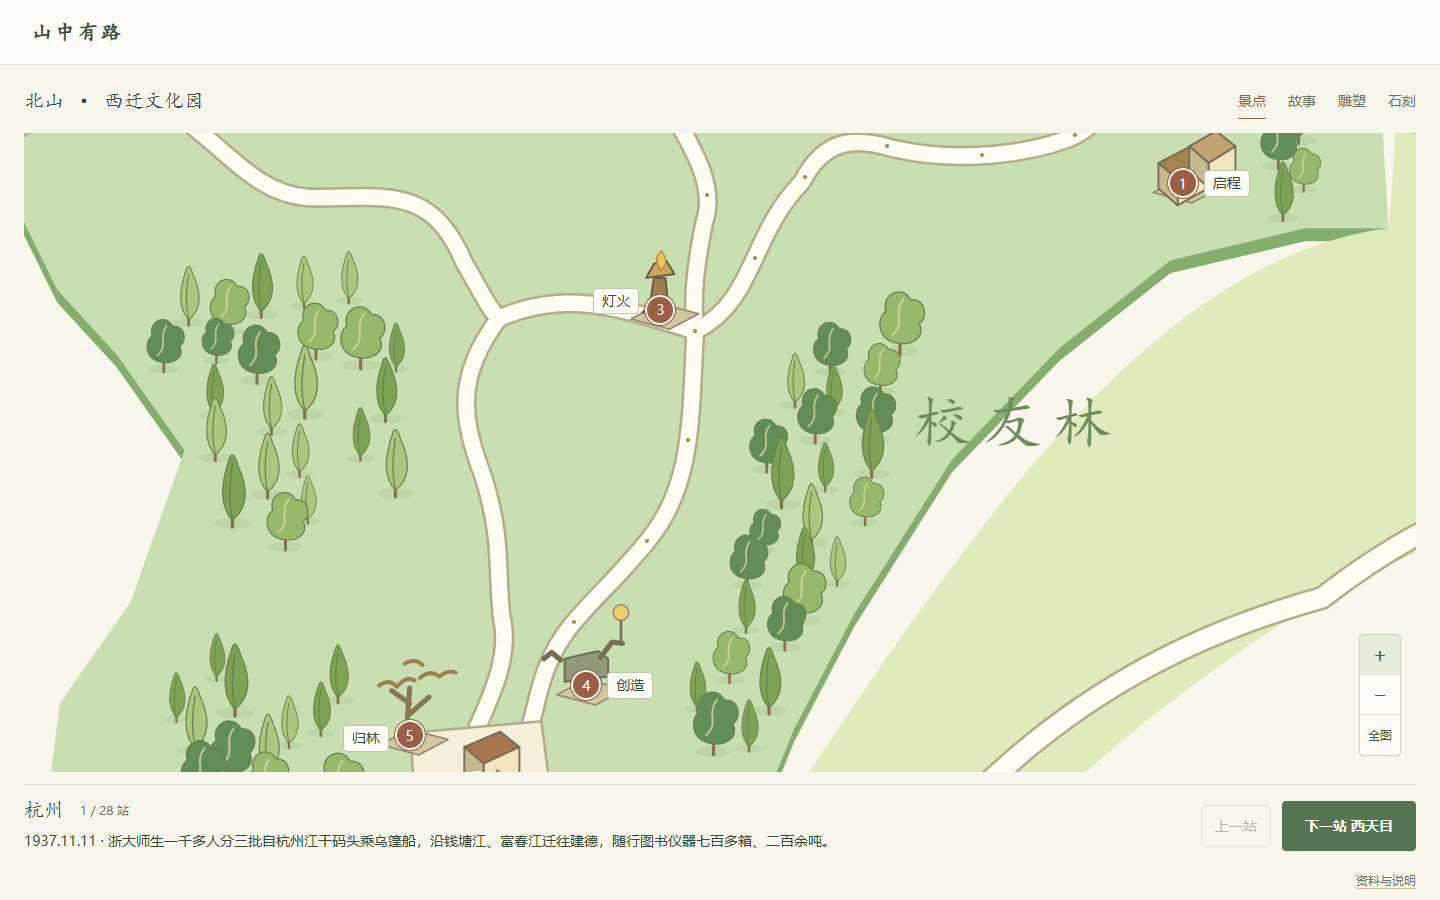 山中有路
北山 • 西迁文化园
景点 故事 雕塑 石刻
1 启程
灯火 3
校友林
4 创造
归林 5
+
−
全图
杭州 1 / 28 站
1937.11.11 · 浙大师生一千多人分三批自杭州江干码头乘乌篷船，沿钱塘江、富春江迁往建德，随行图书仪器七百多箱、二百余吨。
上一站 下一站 西天目
资料与说明